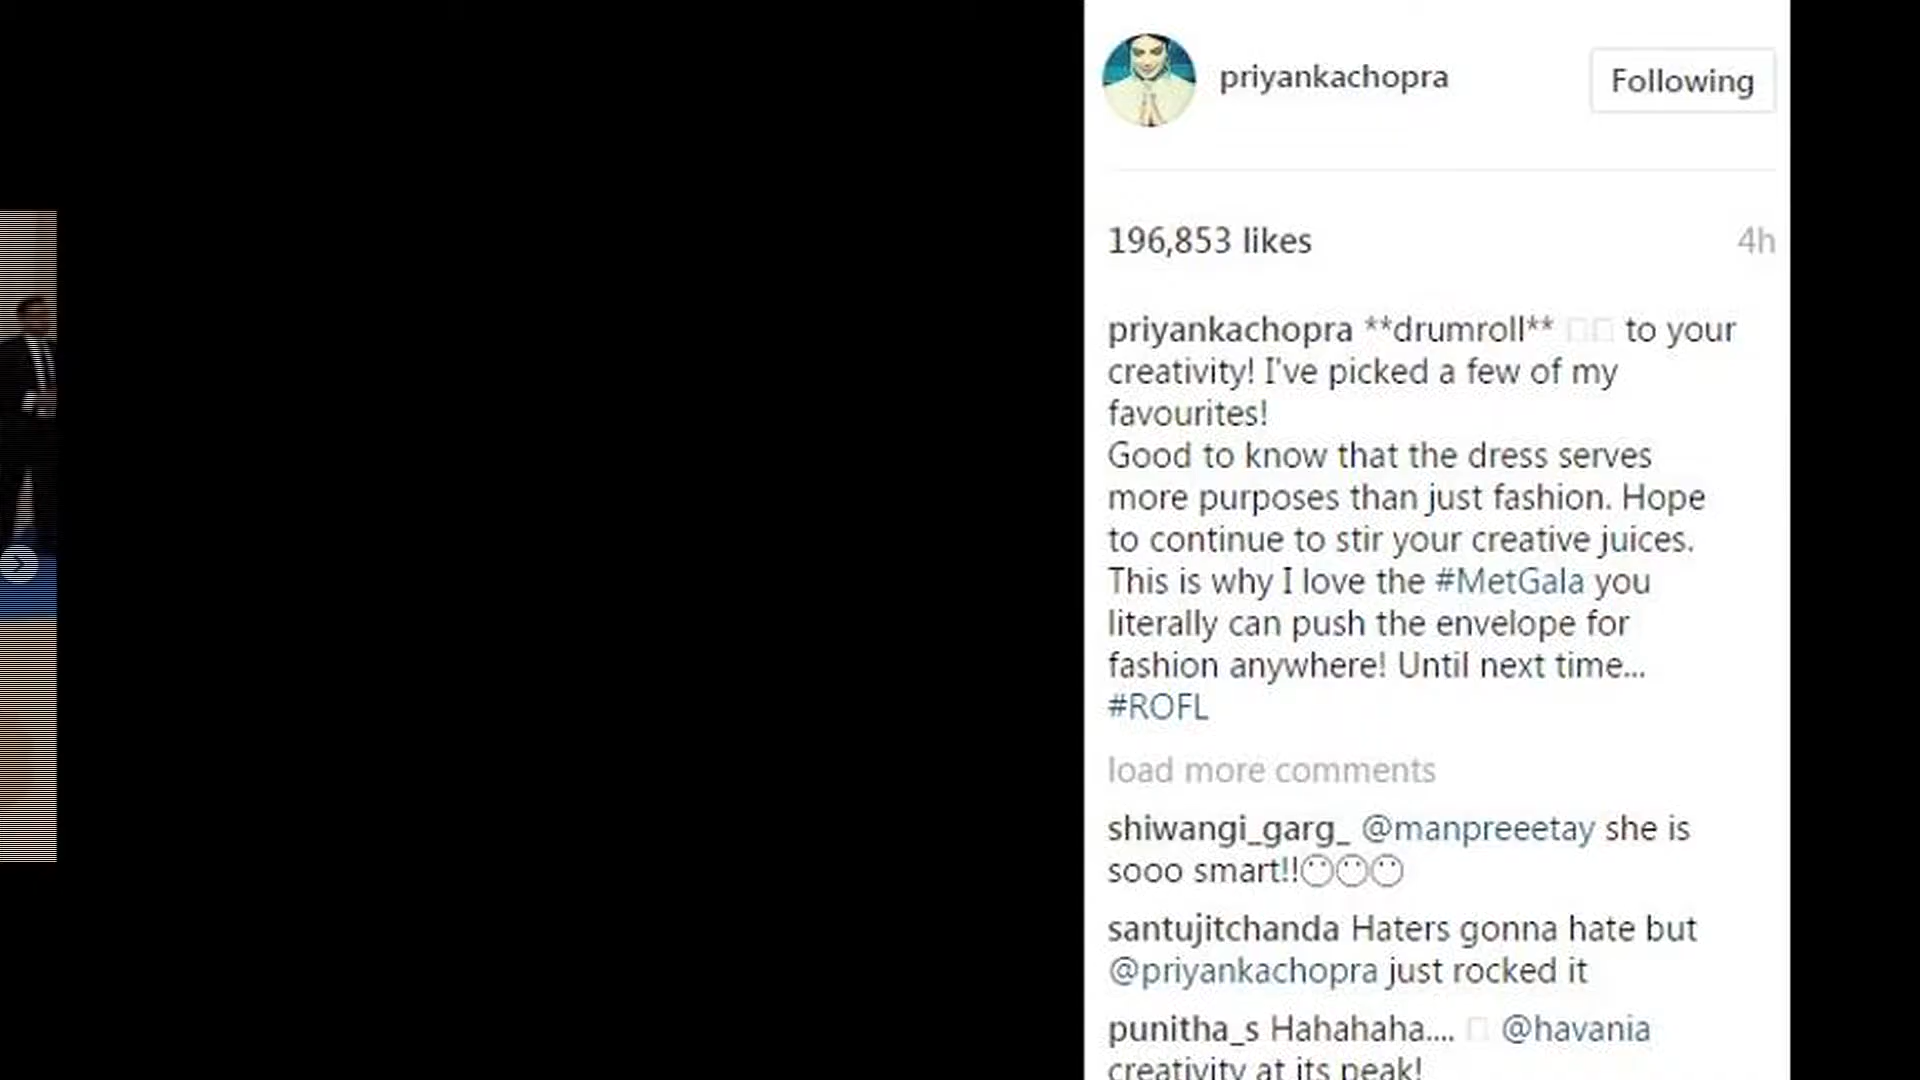 priyankachopra
Following
196,853 likes
4h
priyankachopra **drumroll** to your
creativity! I've picked a few of my
favourites!
Good to know that the dress serves
more purposes than just fashion. Hope
to continue to stir your creative juices.
This is why I love the #MetGala you
literally can push the envelope for
fashion anywhere! Until next time...
#ROFL
load more comments
shiwangi_garg_ @manpreeetay she is
sooo smart!!😶😶😶
santujitchanda Haters gonna hate but
@priyankachopra just rocked it
punitha_s Hahahaha.... @havania
creativity at its peak!